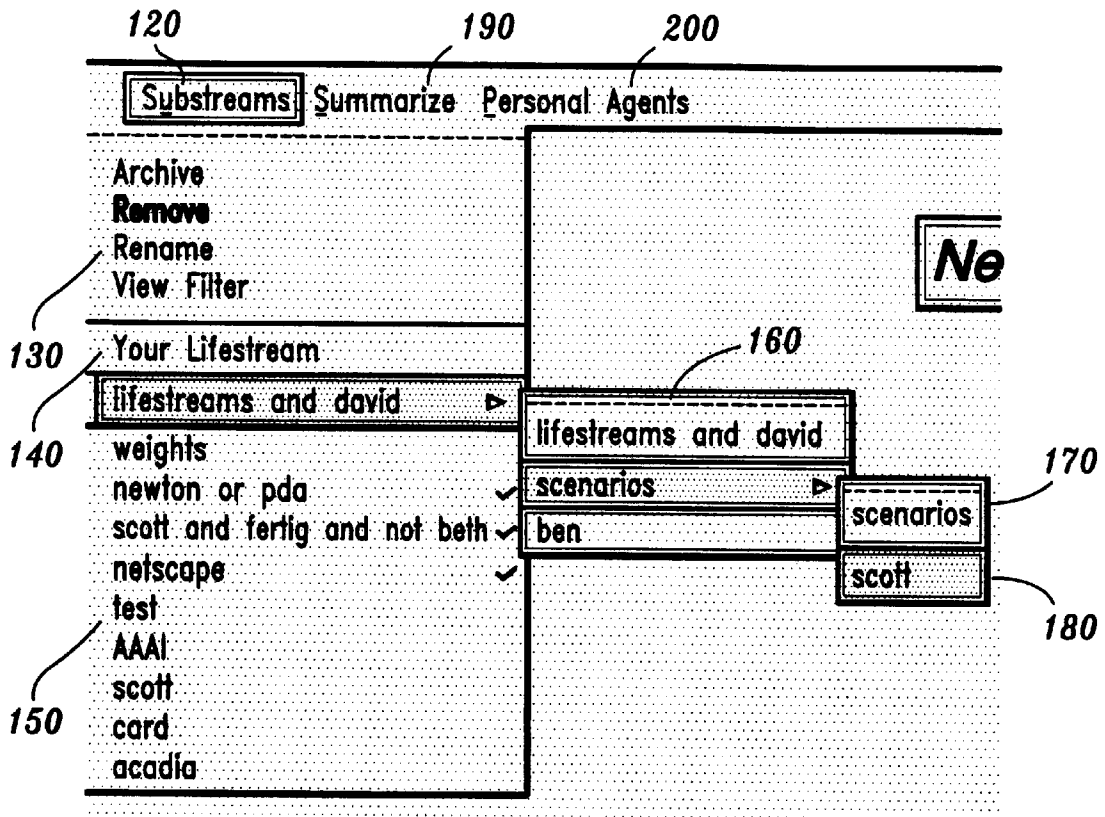 120 190 200
Substreams Summarize Personal Agents
Archive
Remove
Rename
View Filter
Ne
130
Your Lifestream
160
140
lifestreams and david
lifestreams and david
weights
newton or pda
scenarios
170
scenarios
scott and fertig and not beth
ben
netscape
scott
180
test
AAAI
150
scott
card
acadia